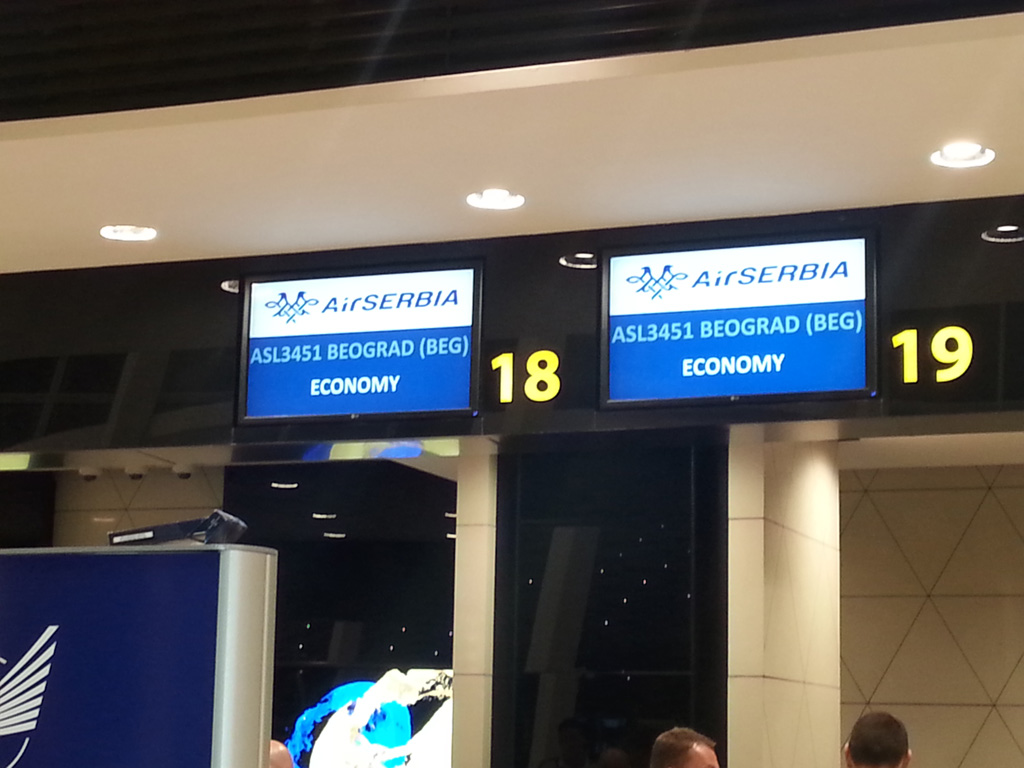 AirSERBIA
ASL3451 BEOGRAD (BEG)
ECONOMY
18
AirSERBIA
ASL3451 BEOGRAD (BEG)
ECONOMY
19